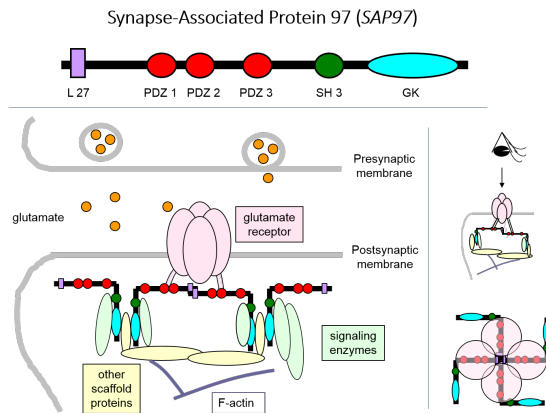 Synapse-Associated Protein 97 (SAP97)
L 27
PDZ 1
PDZ 2
PDZ 3
SH 3
GK
Presynaptic
membrane
glutamate
glutamate
receptor
Postsynaptic
membrane
signaling
enzymes
other
scaffold
proteins
F-actin